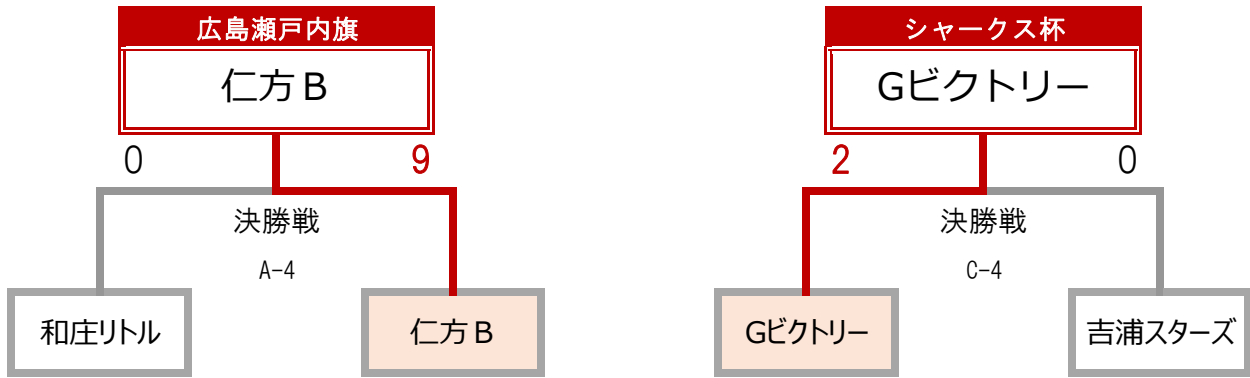 広島瀬戸内旗
仁方B
0 9
決勝戦
A-4
和庄リトル
仁方B
シャークス杯
Gビクトリー
2 0
決勝戦
C-4
Gビクトリー
吉浦スターズ